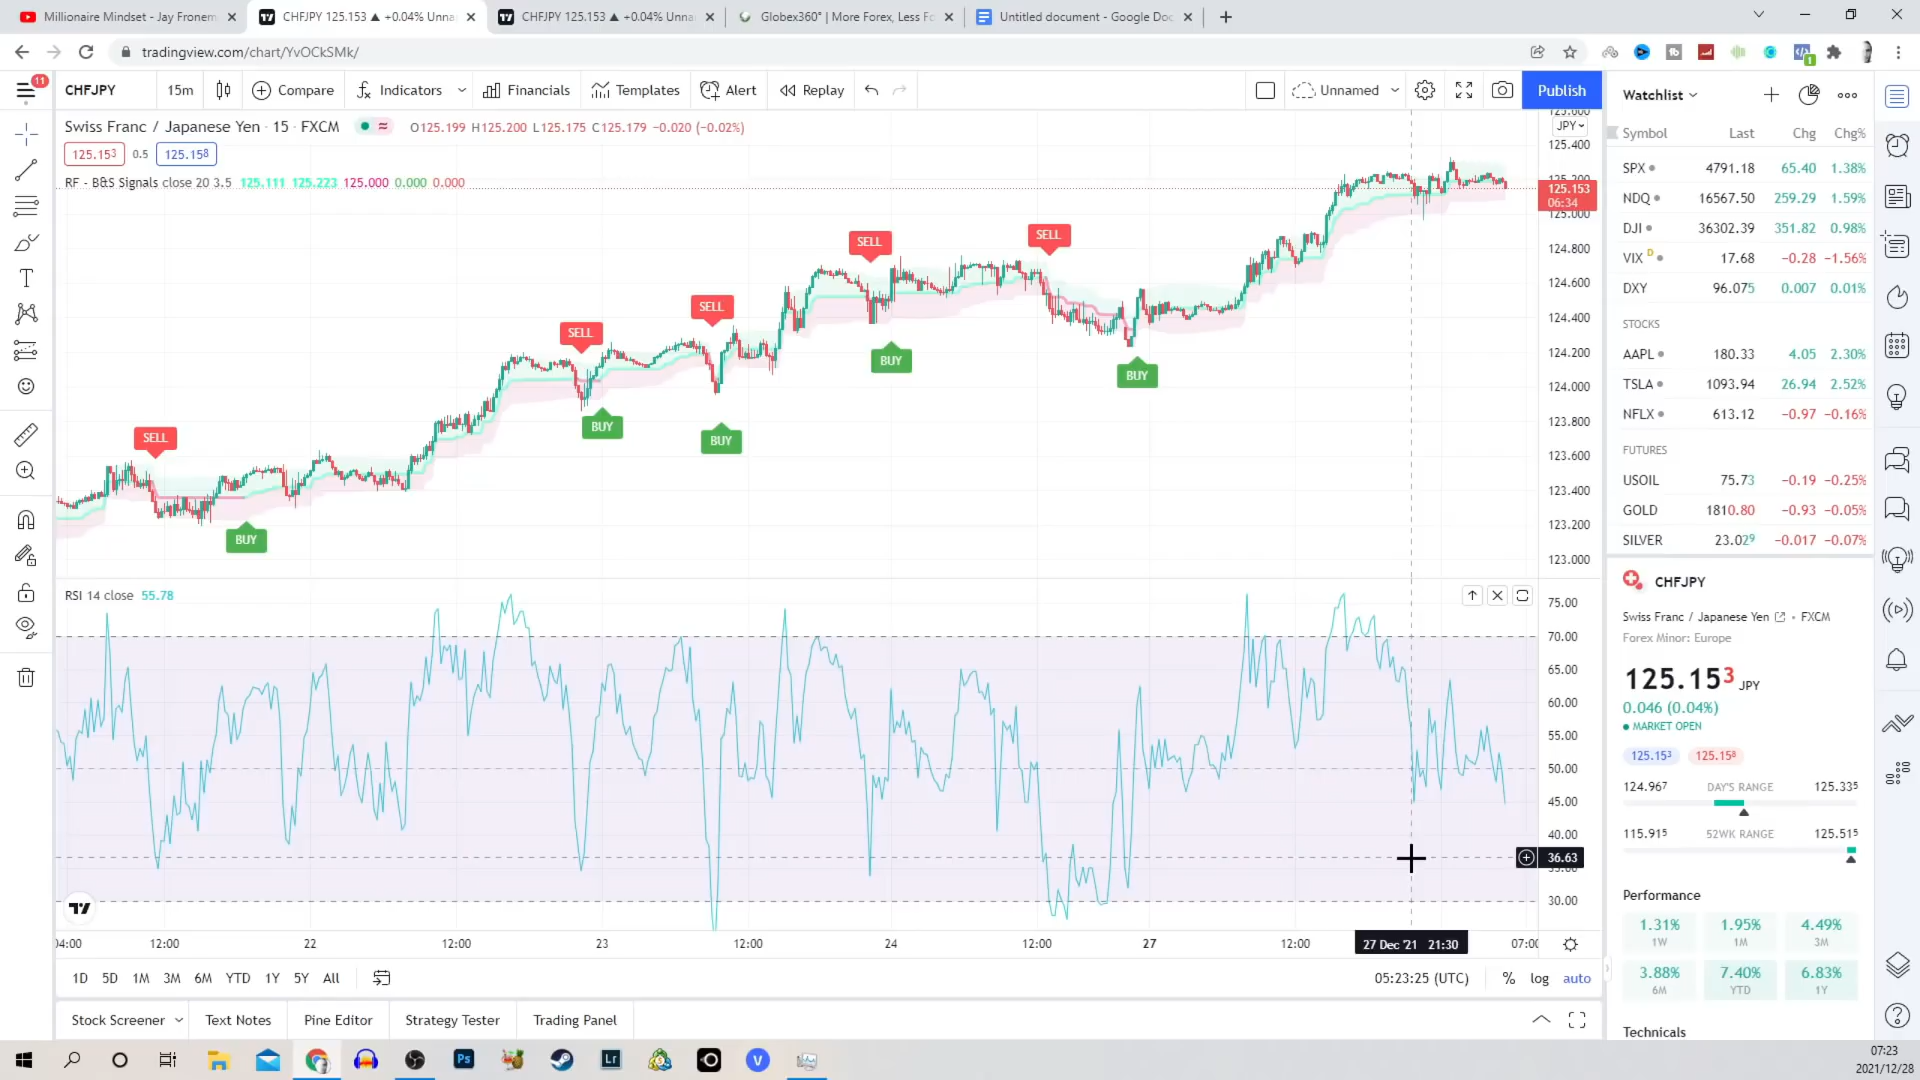 Millionaire Mindset - Jay Fronem
CHFJPY 125.153 ▲ +0.04% Unna
CHFJPY 125.153 ▲ +0.04% Unna
Globex360° | More Forex, Less Fo
Untitled document - Google Doc
tradingview.com/chart/YvOCkSMk/
11
CHFJPY
15m
Compare
Indicators
Financials
Templates
Alert
Replay
Unnamed
Publish
Swiss Franc / Japanese Yen · 15 · FXCM
O125.199 H125.200 L125.175 C125.179 −0.020 (−0.02%)
125.153 0.5 125.158
RF - B&S Signals close 20 3.5 125.111 125.223 125.000 0.000 0.000
JPY
125.400
125.200
125.153
06:34
125.000
124.800
124.600
124.400
124.200
124.000
123.800
123.600
123.400
123.200
123.000
SELL
SELL
SELL
SELL
SELL
BUY
BUY
BUY
BUY
BUY
RSI 14 close 55.78
75.00
70.00
65.00
60.00
55.00
50.00
45.00
40.00
36.63
30.00
04:00 12:00 22 12:00 23 12:00 24 12:00 27 12:00 27 Dec '21 21:30 07:00
1D 5D 1M 3M 6M YTD 1Y 5Y All
05:23:25 (UTC) % log auto
Stock Screener
Text Notes
Pine Editor
Strategy Tester
Trading Panel
Watchlist
Symbol Last Chg Chg%
SPX 4791.18 65.40 1.38%
NDQ 16567.50 259.29 1.59%
DJI 36302.39 351.82 0.98%
VIX D 17.68 −0.28 −1.56%
DXY 96.075 0.007 0.01%
STOCKS
AAPL 180.33 4.05 2.30%
TSLA 1093.94 26.94 2.52%
NFLX 613.12 −0.97 −0.16%
FUTURES
USOIL 75.73 −0.19 −0.25%
GOLD 1810.80 −0.93 −0.05%
SILVER 23.029 −0.017 −0.07%
CHFJPY
Swiss Franc / Japanese Yen • FXCM
Forex Minor: Europe
125.153 JPY
0.046 (0.04%)
MARKET OPEN
125.153 125.158
124.967 DAY'S RANGE 125.335
115.915 52WK RANGE 125.515
Performance
1.31% 1.95% 4.49%
1W 1M 3M
3.88% 7.40% 6.83%
6M YTD 1Y
Technicals
Ps
Lr
V
07:23
2021/12/28